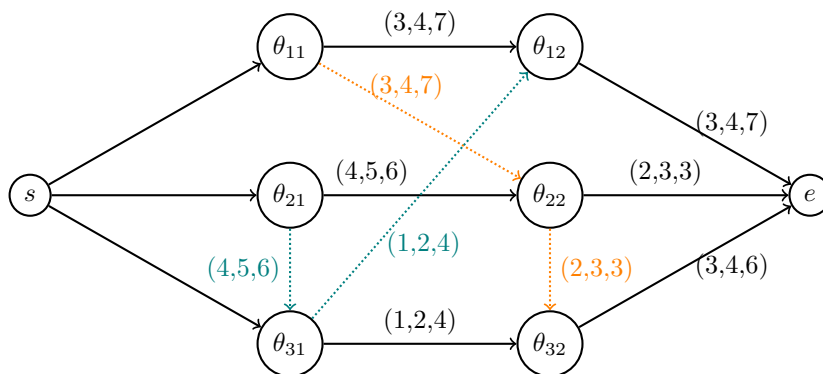 (3,4,7)
θ11
θ12
(3,4,7)
(3,4,7)
(4,5,6)
(2,3,3)
s
θ21
θ22
e
(1,2,4)
(4,5,6)
(2,3,3)
(3,4,6)
(1,2,4)
θ31
θ32